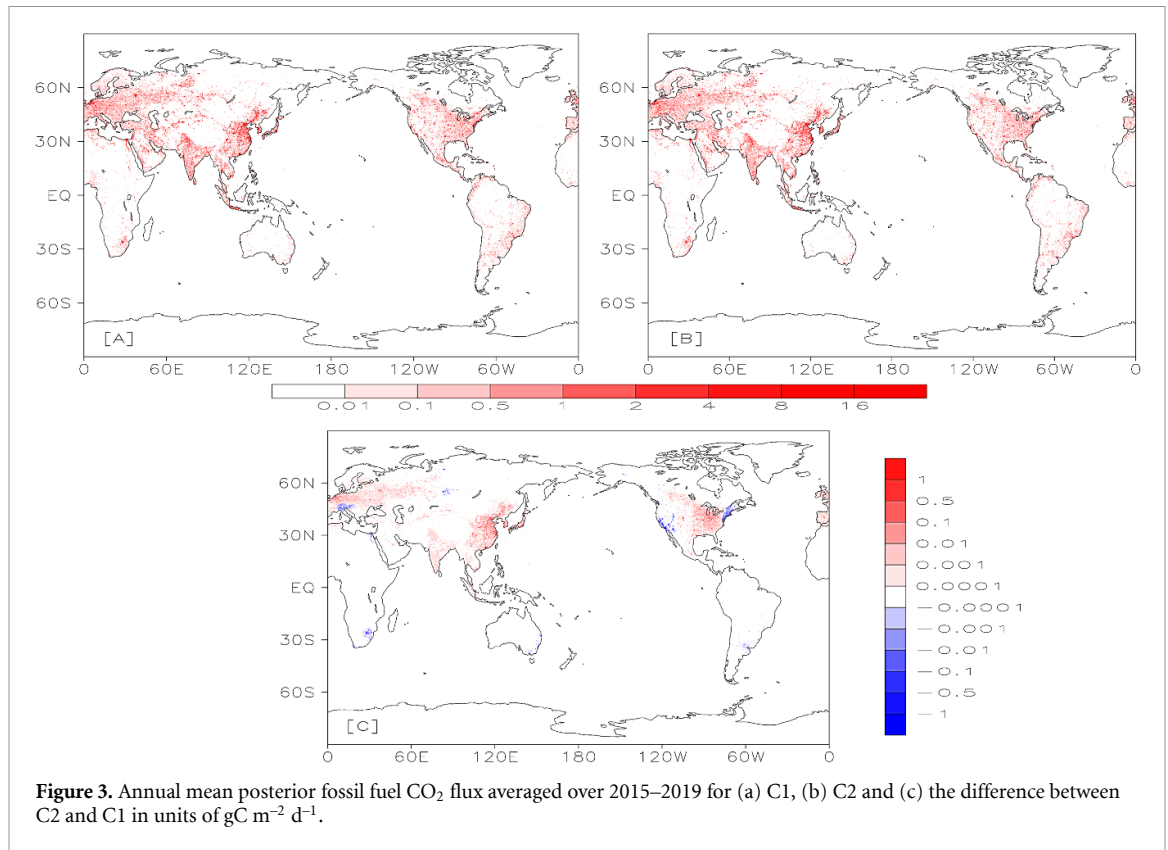 60N
30N
EQ
30S
60S
[A]
0
60E
120E
180
120W
60W
0
60N
30N
EQ
30S
60S
[B]
0
60E
120E
180
120W
60W
0
0.01
0.1
0.5
1
2
4
8
16
60N
30N
EQ
30S
60S
[C]
0
60E
120E
180
120W
60W
0
1
0.5
0.1
0.01
0.001
0.0001
−0.0001
−0.001
−0.01
−0.1
−0.5
−1
Figure 3. Annual mean posterior fossil fuel CO₂ flux averaged over 2015–2019 for (a) C1, (b) C2 and (c) the difference between
C2 and C1 in units of gC m⁻² d⁻¹.